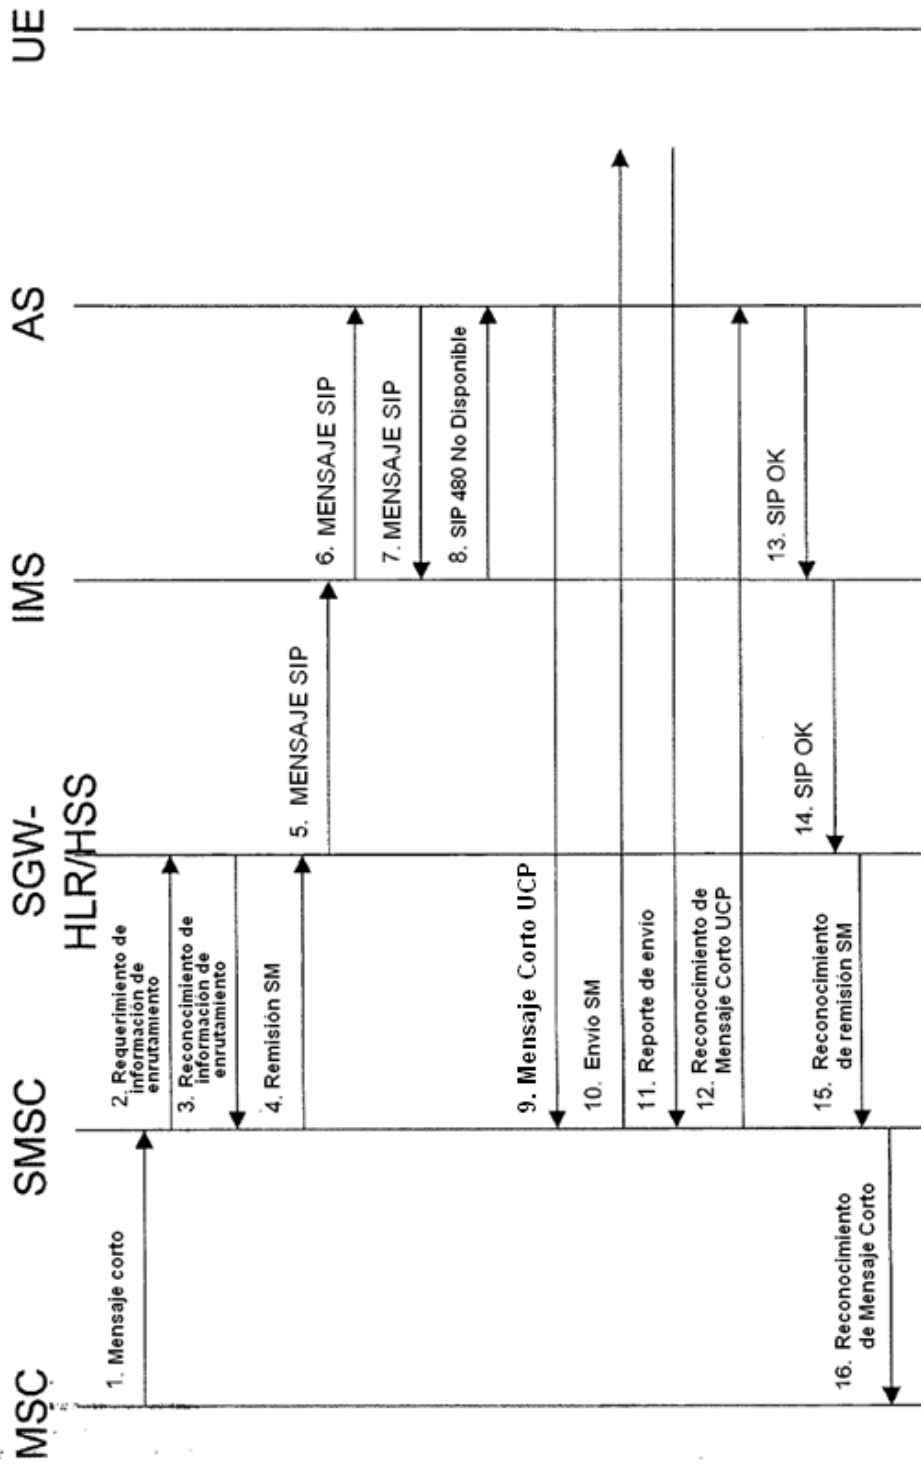 MSC
SMSC
SGW-
HLR/HSS
IMS
AS
UE
1. Mensaje corto
2. Requerimiento de
información de
enrutamiento
3. Reconocimiento de
información de
enrutamiento
4. Remisión SM
5. MENSAJE SIP
6. MENSAJE SIP
7. MENSAJE SIP
8. SIP 480 No Disponible
9. Mensaje Corto UCP
10. Envío SM
11. Reporte de envío
12. Reconocimiento de
Mensaje Corto UCP
13. SIP OK
14. SIP OK
15. Reconocimiento
de remisión SM
16. Reconocimiento
de Mensaje Corto